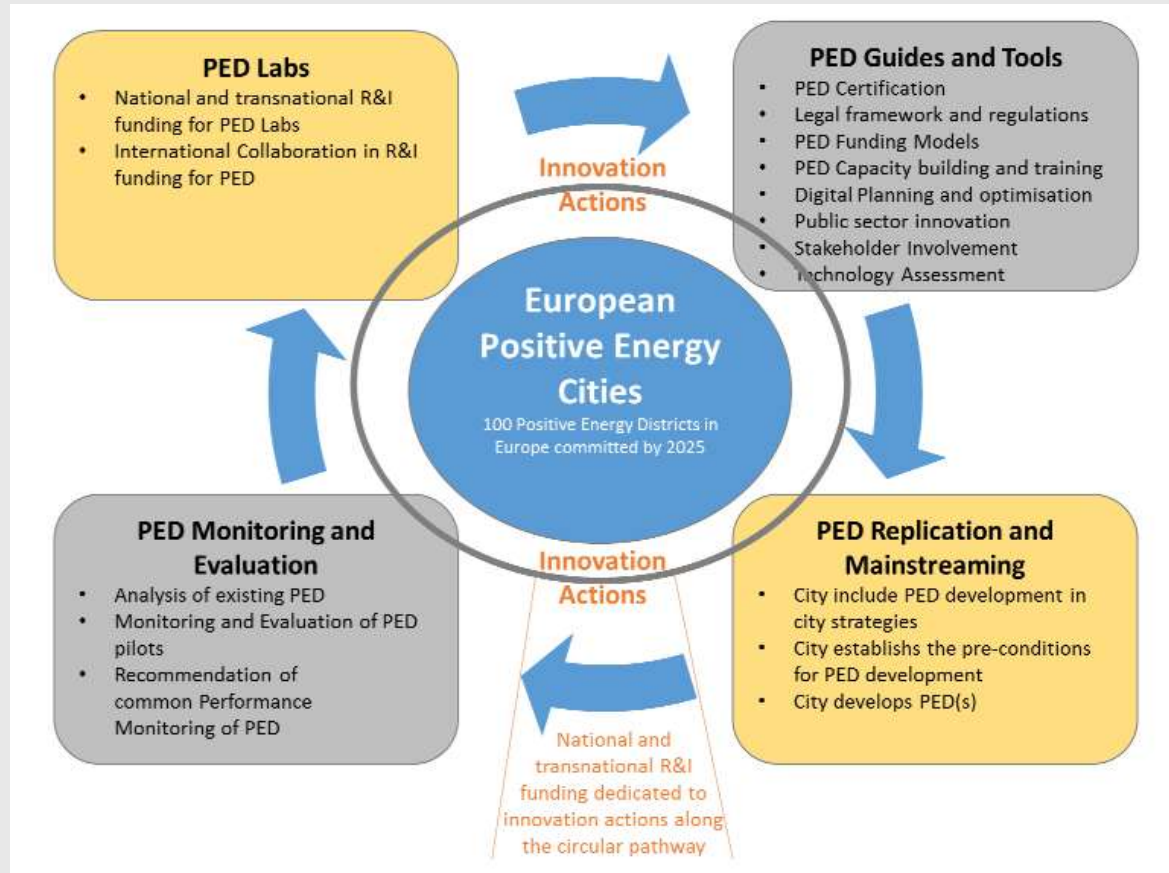 PED Labs
• National and transnational R&I
funding for PED Labs
• International Collaboration in R&I
funding for PED
PED Guides and Tools
• PED Certification
• Legal framework and regulations
• PED Funding Models
• PED Capacity building and training
• Digital Planning and optimisation
• Public sector innovation
• Stakeholder Involvement
• Technology Assessment
Innovation
Actions
European
Positive Energy
Cities
100 Positive Energy Districts in
Europe committed by 2025
PED Monitoring and
Evaluation
• Analysis of existing PED
• Monitoring and Evaluation of PED
pilots
• Recommendation of
common Performance
Monitoring of PED
Innovation
Actions
PED Replication and
Mainstreaming
• City include PED development in
city strategies
• City establishs the pre-conditions
for PED development
• City develops PED(s)
National and
transnational R&I
funding dedicated to
innovation actions along
the circular pathway